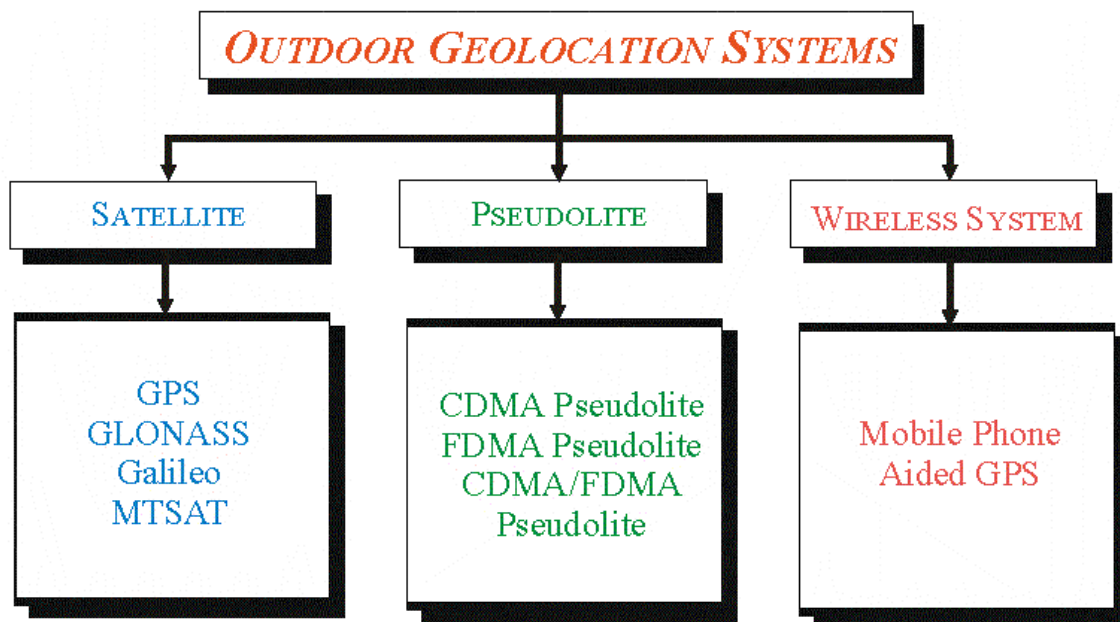 OUTDOOR GEOLOCATION SYSTEMS
SATELLITE
PSEUDOLITE
WIRELESS SYSTEM
GPS
GLONASS
Galileo
MTSAT
CDMA Pseudolite
FDMA Pseudolite
CDMA/FDMA
Pseudolite
Mobile Phone
Aided GPS